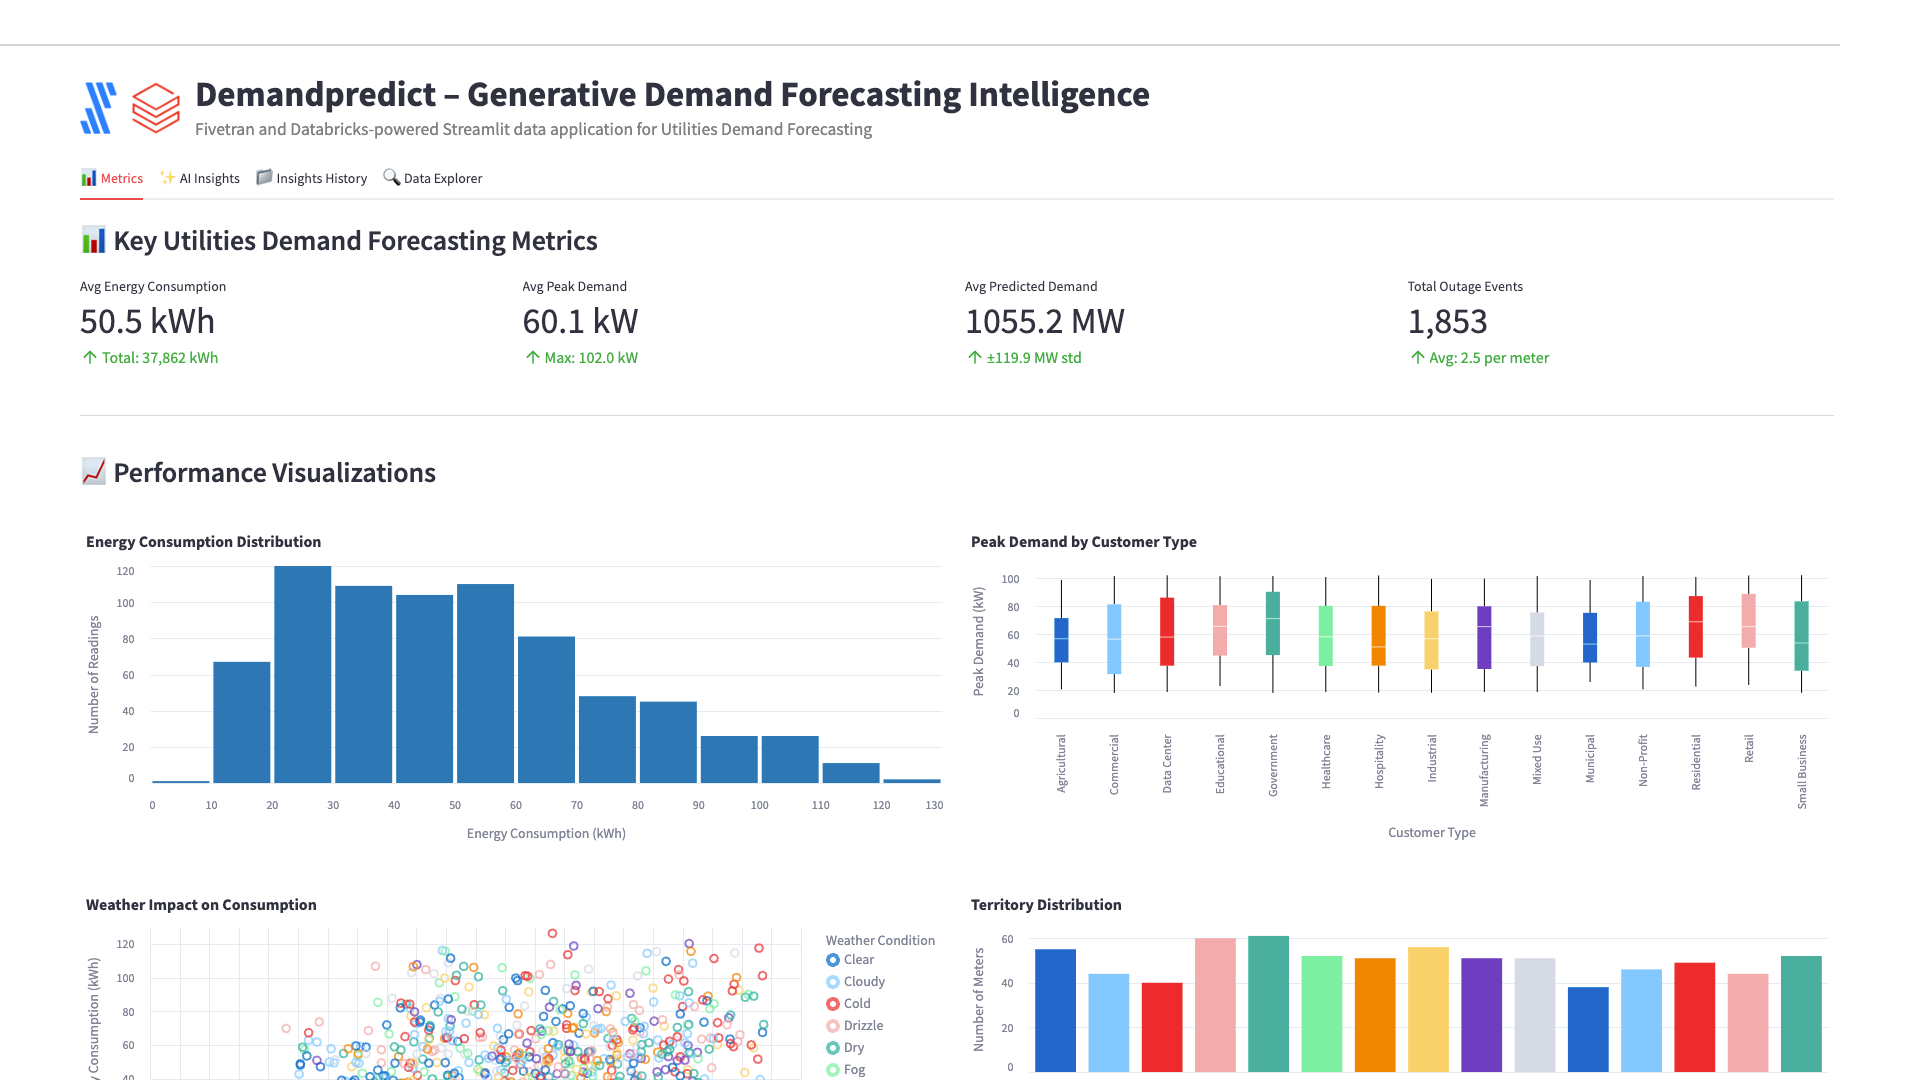 Demandpredict – Generative Demand Forecasting Intelligence
Fivetran and Databricks-powered Streamlit data application for Utilities Demand Forecasting
Metrics
AI Insights
Insights History
Data Explorer
Key Utilities Demand Forecasting Metrics
Avg Energy Consumption
50.5 kWh
Total: 37,862 kWh
Avg Peak Demand
60.1 kW
Max: 102.0 kW
Avg Predicted Demand
1055.2 MW
±119.9 MW std
Total Outage Events
1,853
Avg: 2.5 per meter
Performance Visualizations
Energy Consumption Distribution
Number of Readings
120
100
80
60
40
20
0
0 10 20 30 40 50 60 70 80 90 100 110 120 130
Energy Consumption (kWh)
Peak Demand by Customer Type
Peak Demand (kW)
100
80
60
40
20
0
Agricultural
Commercial
Data Center
Educational
Government
Healthcare
Hospitality
Industrial
Manufacturing
Mixed Use
Municipal
Non-Profit
Residential
Retail
Small Business
Customer Type
Weather Impact on Consumption
Consumption (kWh)
120
100
80
60
40
Weather Condition
Clear
Cloudy
Cold
Drizzle
Dry
Fog
Territory Distribution
Number of Meters
60
40
20
0